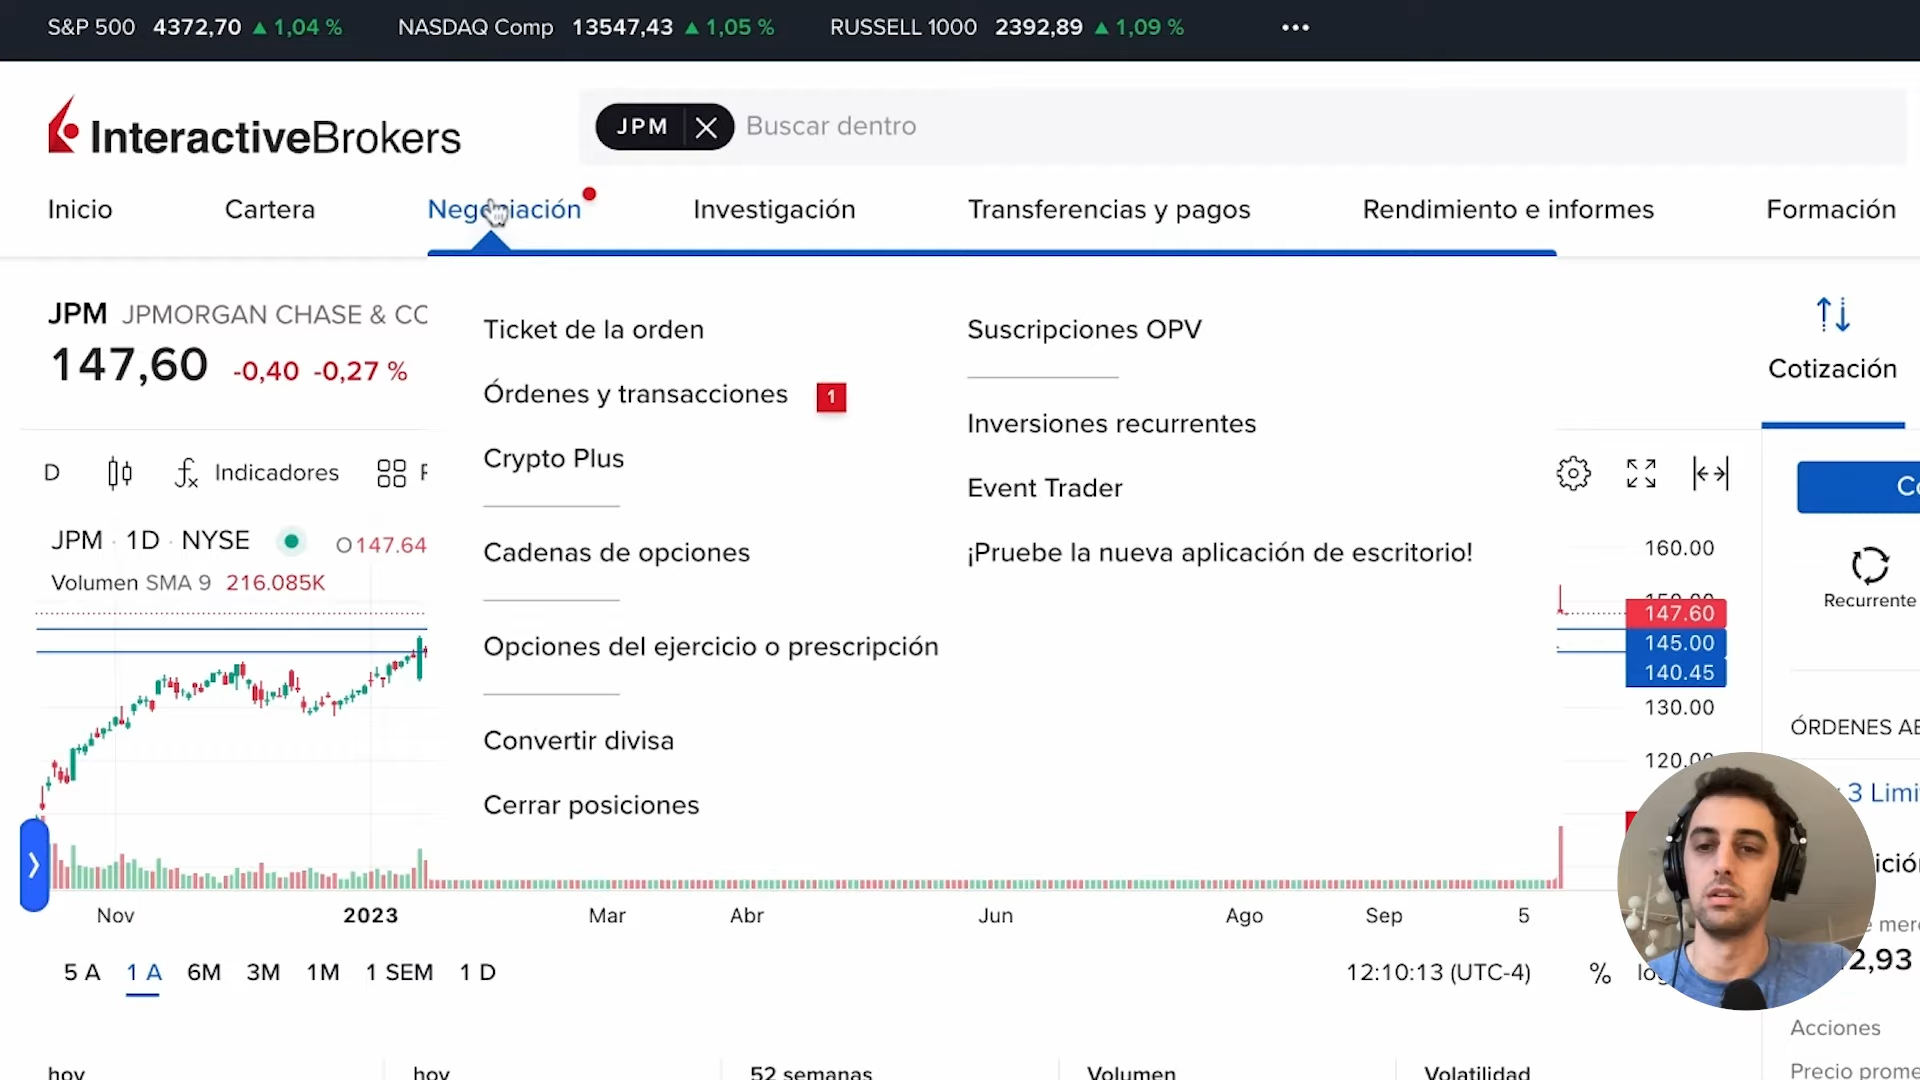 S&P 500 4372,70 ▲ 1,04 % NASDAQ Comp 13547,43 ▲ 1,05 % RUSSELL 1000 2392,89 ▲ 1,09 % •••
InteractiveBrokers JPM Buscar dentro
Inicio Cartera Negociación Investigación Transferencias y pagos Rendimiento e informes Formación
JPM JPMORGAN CHASE & CO
147,60 -0,40 -0,27 %
Ticket de la orden
Órdenes y transacciones 1
Crypto Plus
Cadenas de opciones
Opciones del ejercicio o prescripción
Convertir divisa
Cerrar posiciones
Suscripciones OPV
Inversiones recurrentes
Event Trader
¡Pruebe la nueva aplicación de escritorio!
Cotización
D Indicadores
JPM · 1D · NYSE O147.64
Volumen SMA 9 216.085K
160.00
147.60
145.00
140.45
130.00
Recurrente
ÓRDENES
3
Nov 2023 Mar Abr Jun Ago Sep 5
5 A 1 A 6M 3M 1M 1 SEM 1 D 12:10:13 (UTC-4) %
2,93
Acciones
Precio
hoy hoy 52 semanas Volumen Volatilidad